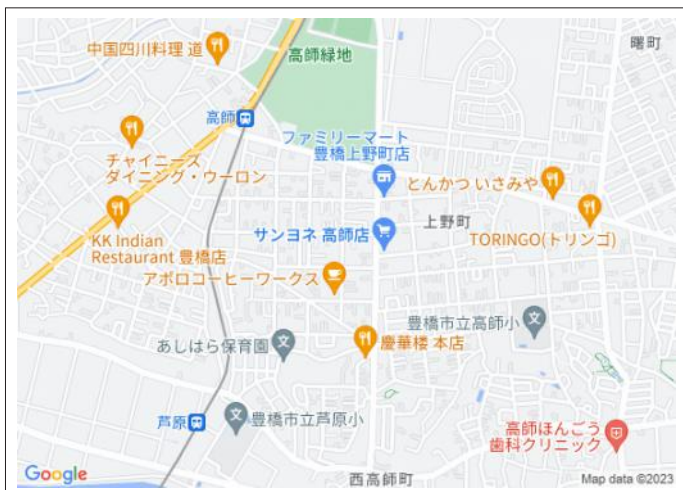 中国四川料理 道
高師緑地
曙町
高師
ファミリーマート
豊橋上野町店
チャイニーズ
ダイニング・ウーロン
とんかつ いさみや
上野町
KK Indian
Restaurant 豊橋店
サンヨネ 高師店
TORINGO(トリンゴ)
アポロコーヒーワークス
豊橋市立高師小
あしはら保育園
慶華楼 本店
芦原
豊橋市立芦原小
高師ほんごう
歯科クリニック
西高師町
Google
Map data ©2023